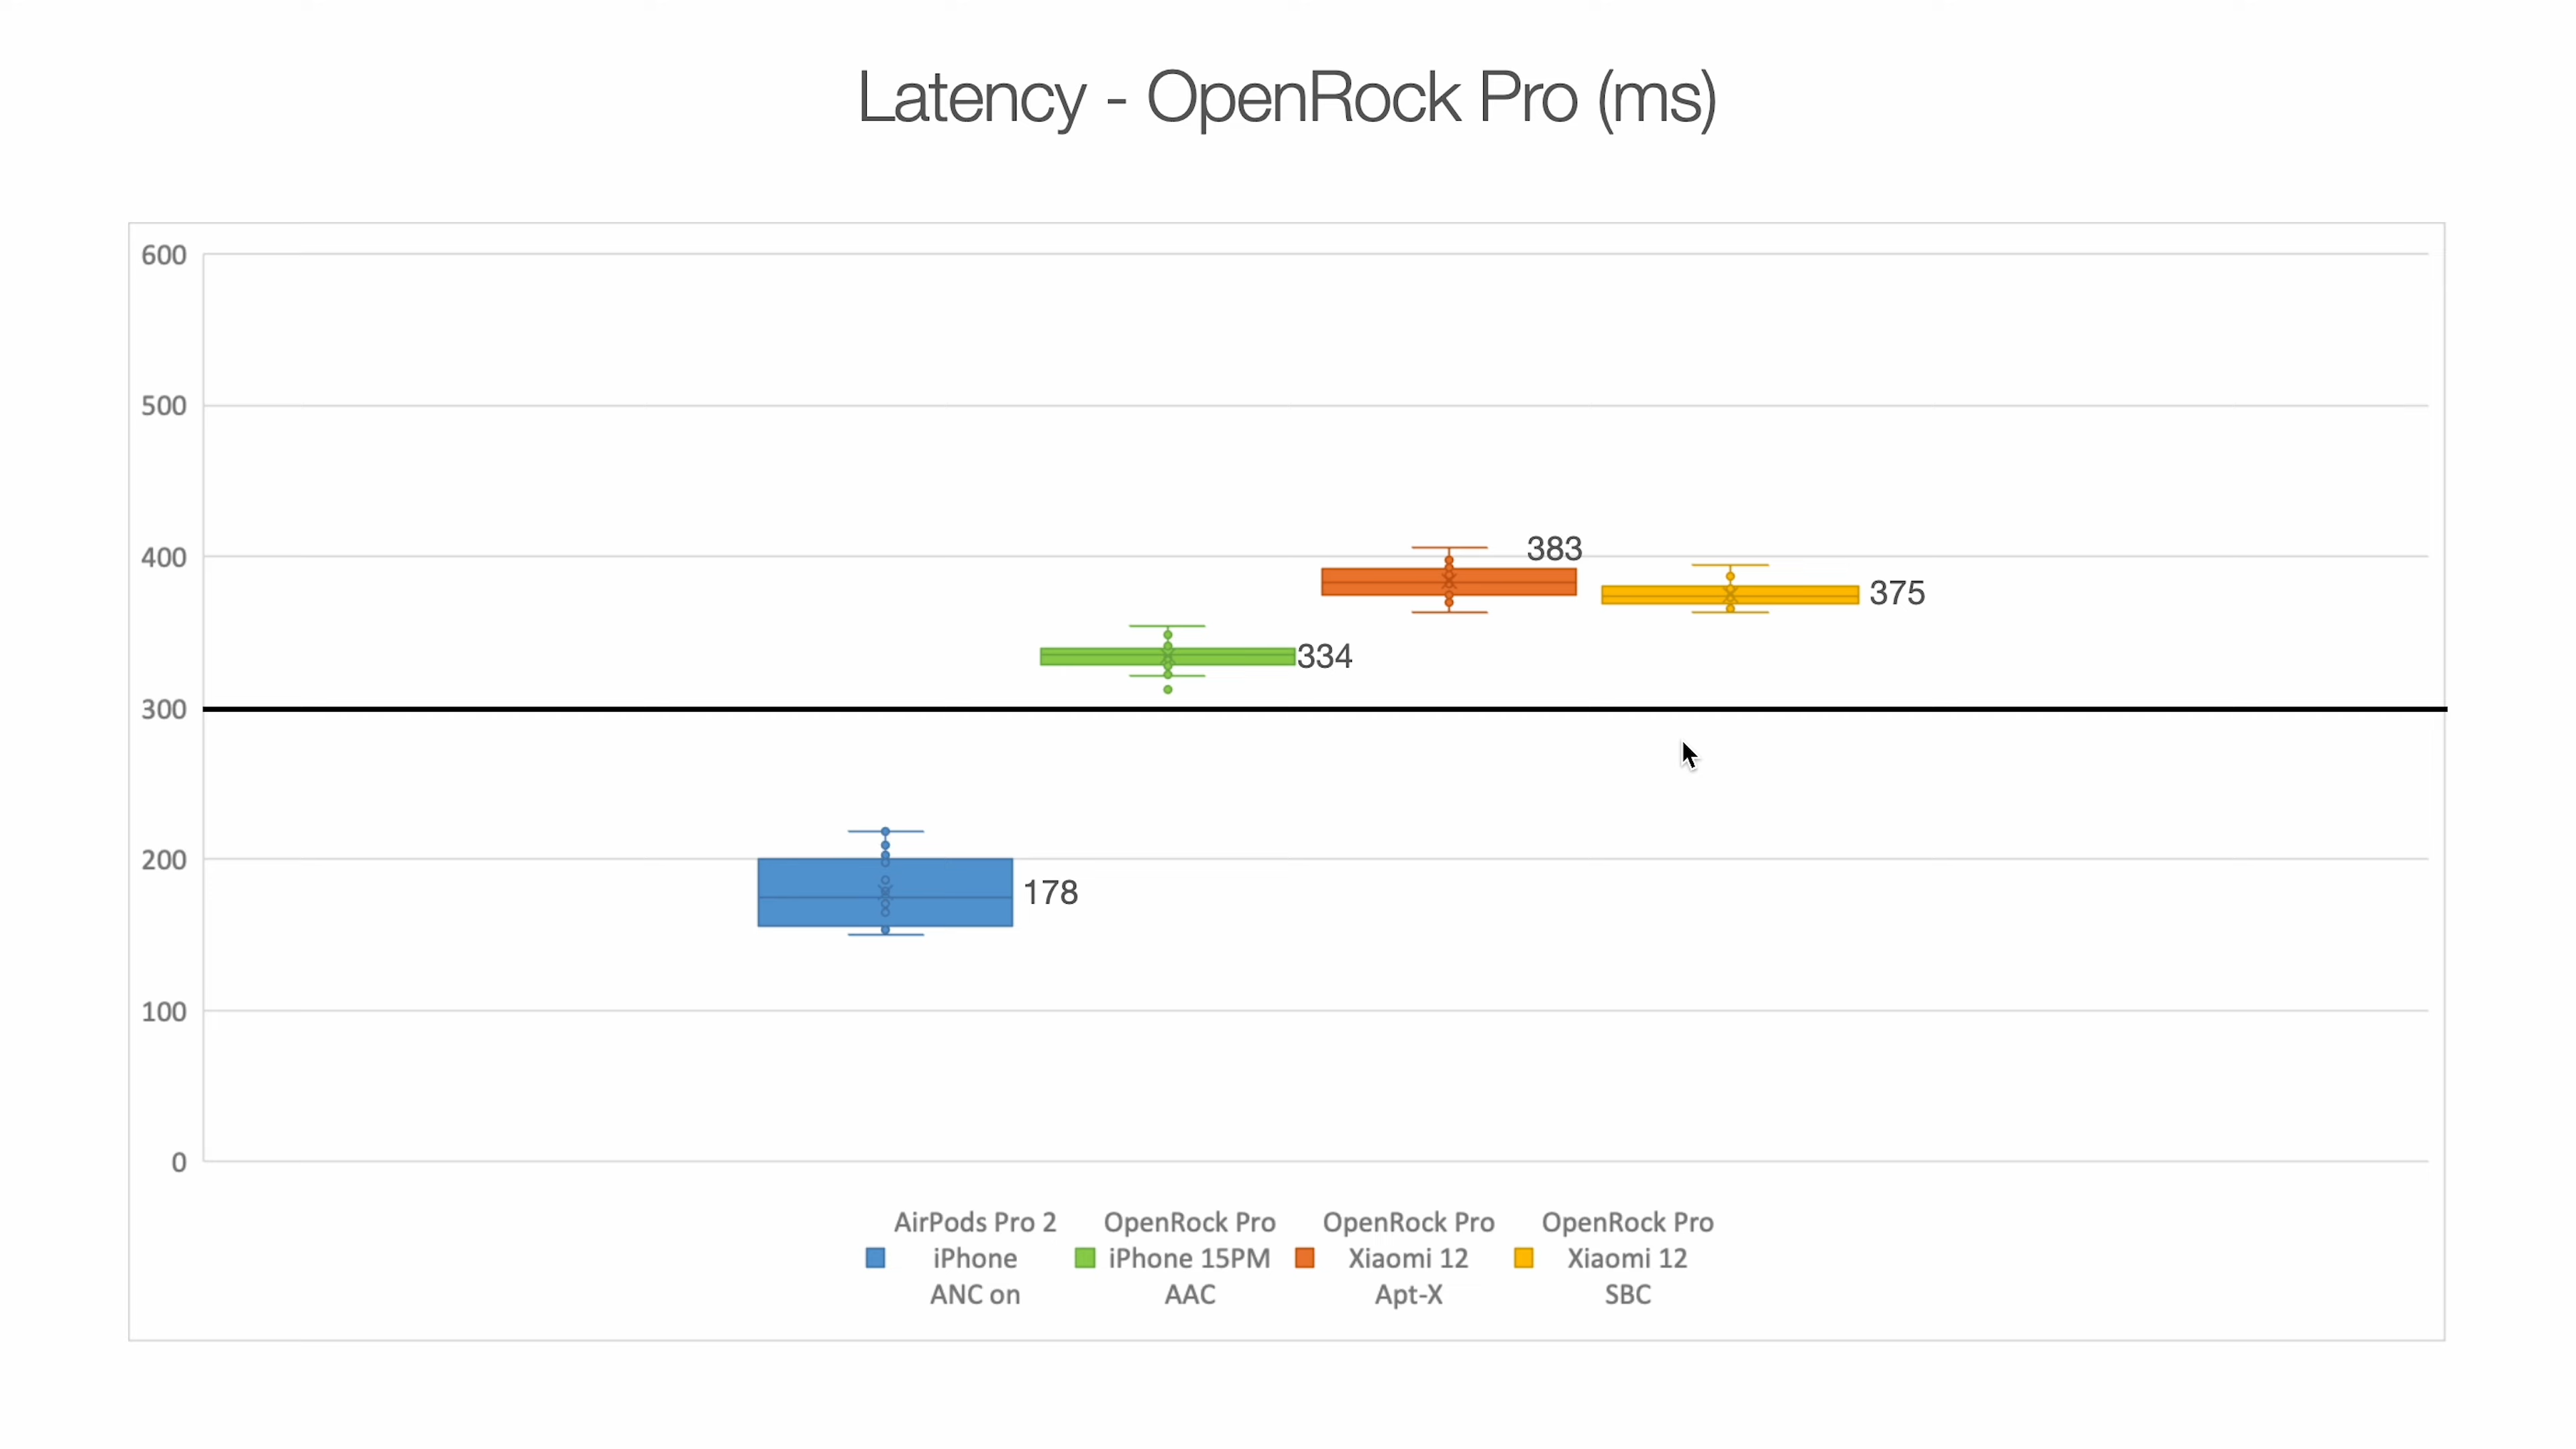 Latency - OpenRock Pro (ms)
600
500
400
300
200
100
0
383
375
334
178
AirPods Pro 2
iPhone
ANC on
OpenRock Pro
iPhone 15PM
AAC
OpenRock Pro
Xiaomi 12
Apt-X
OpenRock Pro
Xiaomi 12
SBC